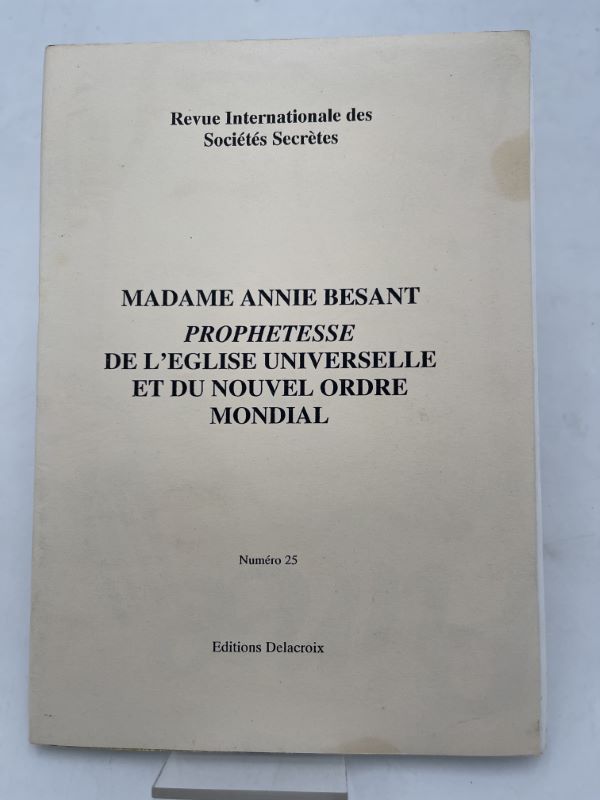 Revue Internationale des
Sociétés Secrètes
MADAME ANNIE BESANT
PROPHETESSE
DE L'EGLISE UNIVERSELLE
ET DU NOUVEL ORDRE
MONDIAL
Numéro 25
Editions Delacroix